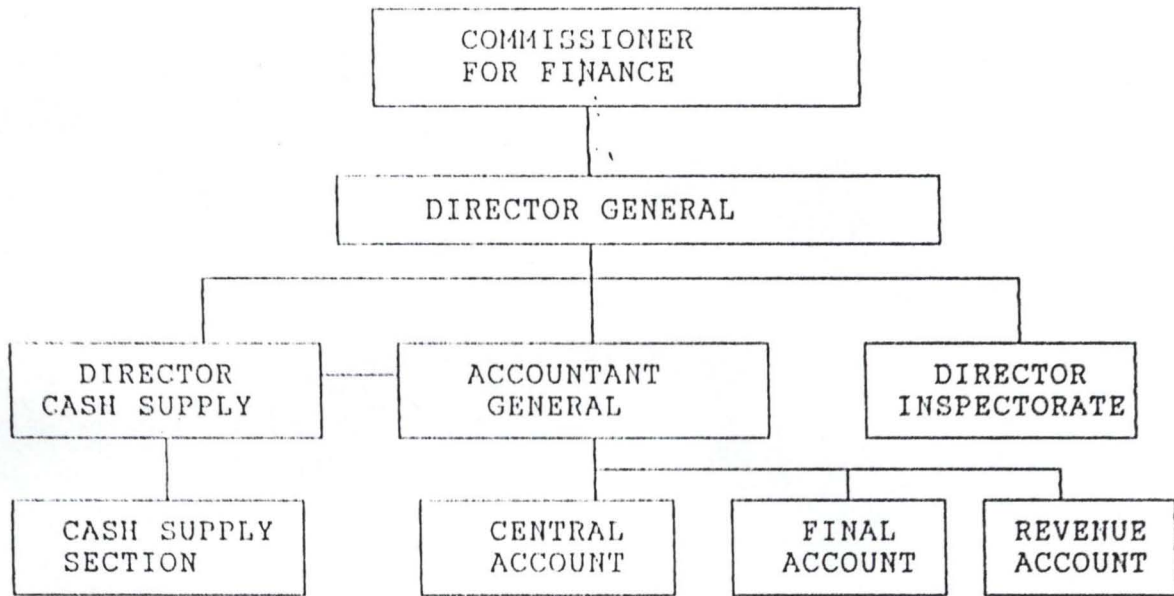 COMMISSIONER
FOR FINANCE
DIRECTOR GENERAL
DIRECTOR
CASH SUPPLY
ACCOUNTANT
GENERAL
DIRECTOR
INSPECTORATE
CASH SUPPLY
SECTION
CENTRAL
ACCOUNT
FINAL
ACCOUNT
REVENUE
ACCOUNT